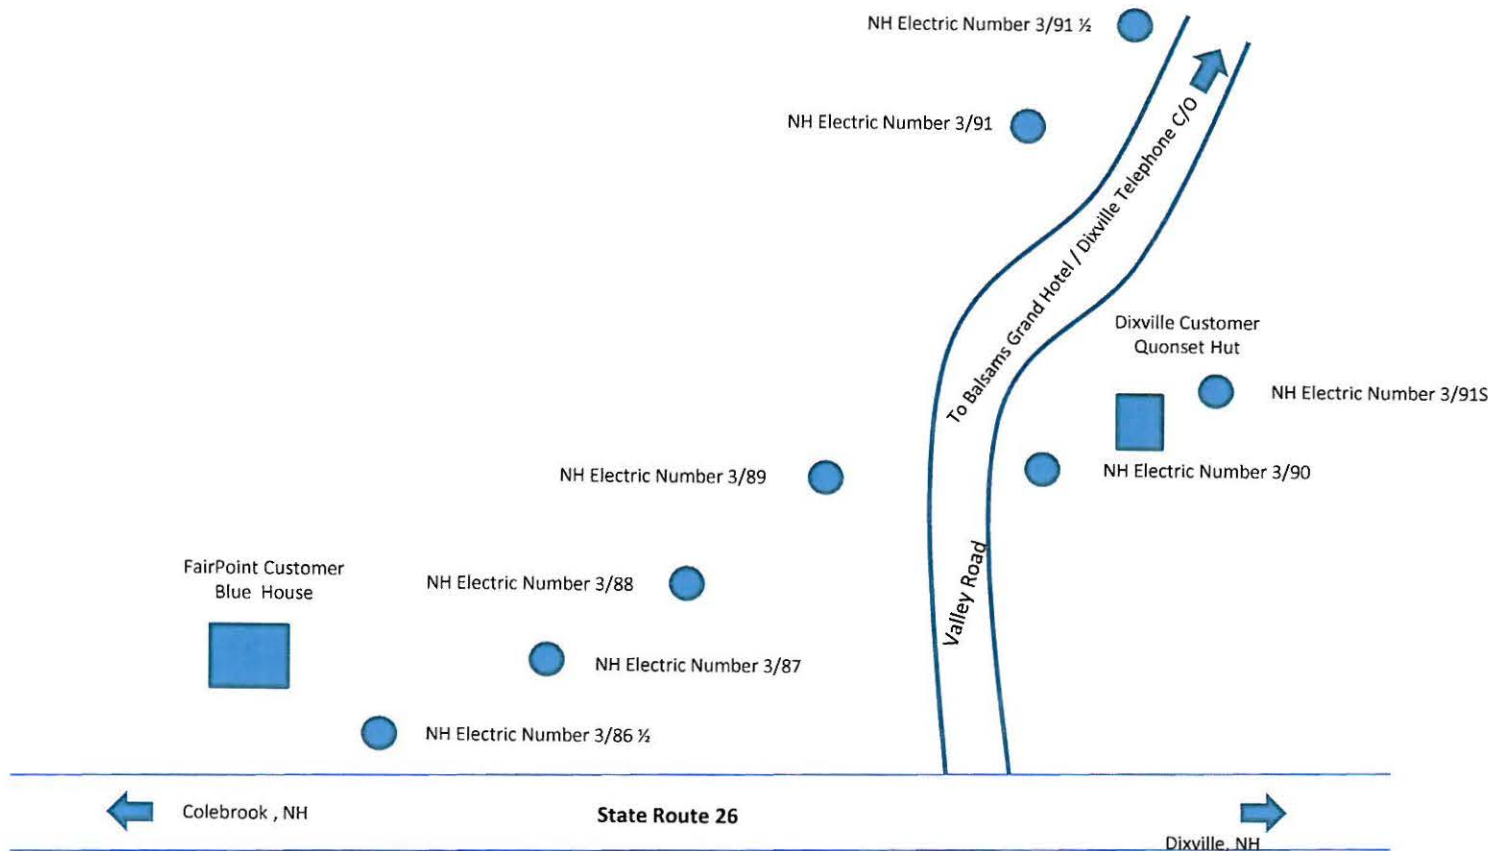 NH Electric Number 3/91 ½
NH Electric Number 3/91
To Balsams Grand Hotel / Dixville Telephone C/O
Dixville Customer
Quonset Hut
NH Electric Number 3/91S
NH Electric Number 3/89
NH Electric Number 3/90
Valley Road
FairPoint Customer
Blue House
NH Electric Number 3/88
NH Electric Number 3/87
NH Electric Number 3/86 ½
Colebrook , NH
State Route 26
Dixville, NH